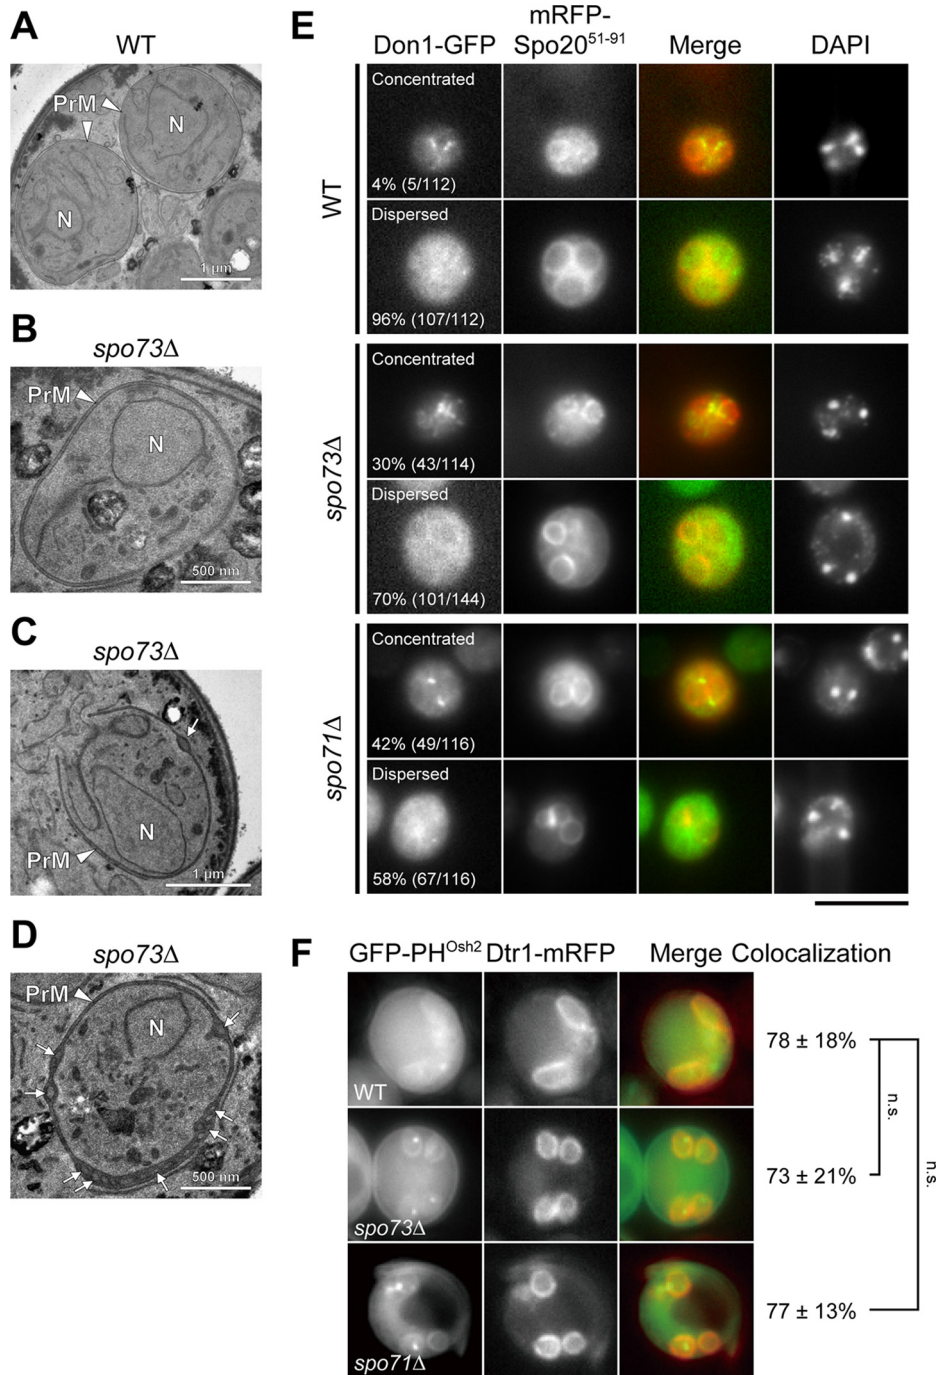 A
WT
PrM
N
N
1 µm
B
spo73Δ
PrM
N
500 nm
C
spo73Δ
N
PrM
1 µm
D
spo73Δ
PrM
N
500 nm
E
Don1-GFP
mRFP-
Spo2051-91
Merge
DAPI
WT
Concentrated
4% (5/112)
Dispersed
96% (107/112)
spo73Δ
Concentrated
30% (43/114)
Dispersed
70% (101/144)
spo71Δ
Concentrated
42% (49/116)
Dispersed
58% (67/116)
F
GFP-PHOsh2 Dtr1-mRFP Merge Colocalization
WT
78 ± 18%
spo73Δ
73 ± 21%
spo71Δ
77 ± 13%
n.s.
n.s.